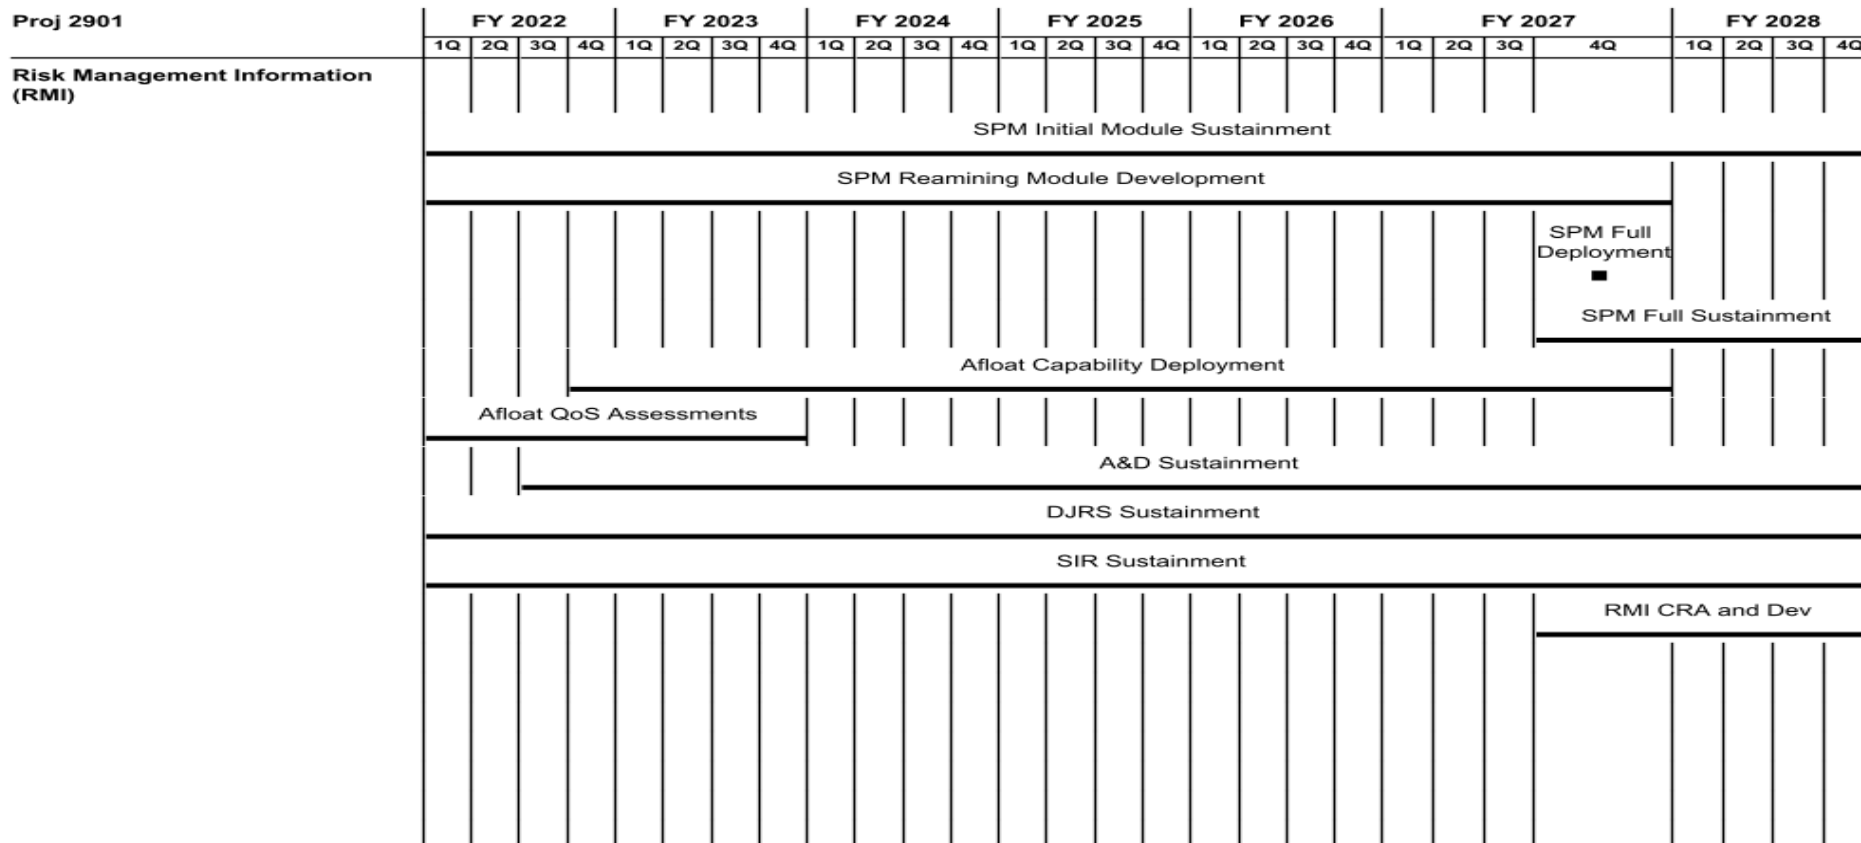 Proj 2901 FY 2022 FY 2023 FY 2024 FY 2025 FY 2026 FY 2027 FY 2028
1Q 2Q 3Q 4Q 1Q 2Q 3Q 4Q 1Q 2Q 3Q 4Q 1Q 2Q 3Q 4Q 1Q 2Q 3Q 4Q 1Q 2Q 3Q 4Q 1Q 2Q 3Q 4Q
Risk Management Information
(RMI)
SPM Initial Module Sustainment
SPM Reamining Module Development
SPM Full
Deployment
SPM Full Sustainment
Afloat Capability Deployment
Afloat QoS Assessments
A&D Sustainment
DJRS Sustainment
SIR Sustainment
RMI CRA and Dev